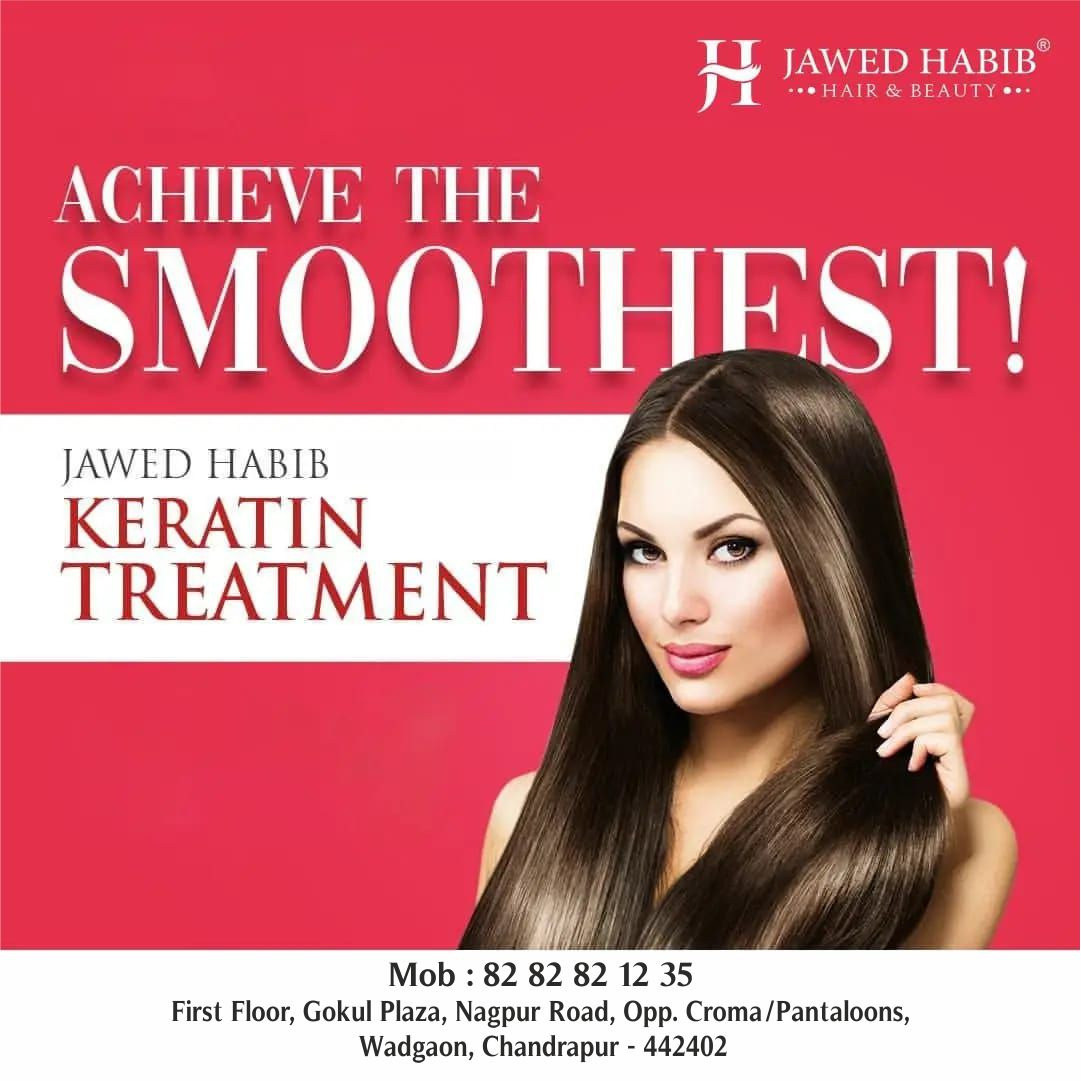 JAWED HABIB®
HAIR & BEAUTY
ACHIEVE THE
SMOOTHEST!
JAWED HABIB
KERATIN
TREATMENT
Mob : 82 82 82 12 35
First Floor, Gokul Plaza, Nagpur Road, Opp. Croma/Pantaloons,
Wadgaon, Chandrapur - 442402